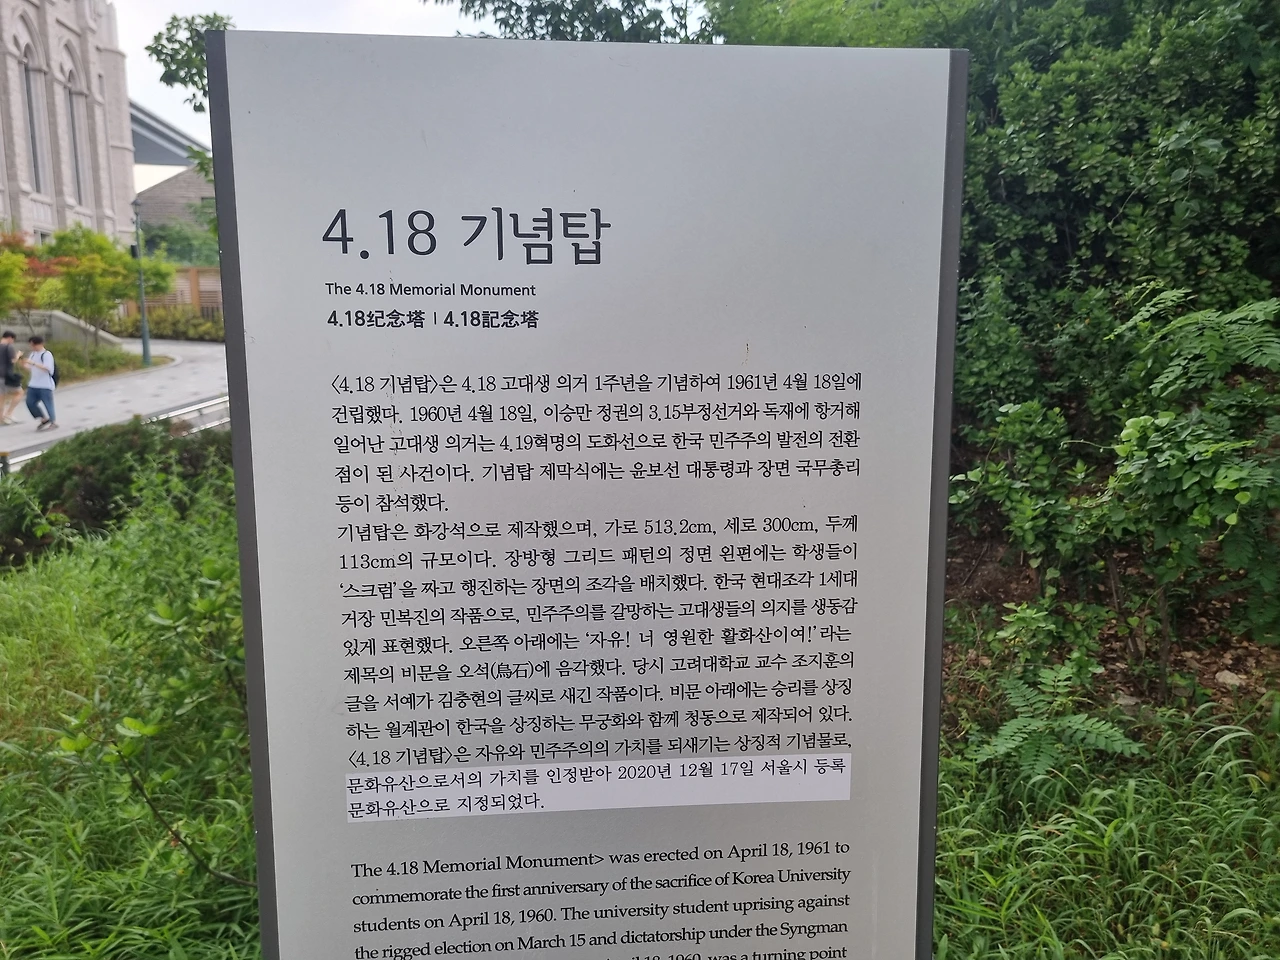 4.18 기념탑
The 4.18 Memorial Monument
4.18纪念塔 | 4.18記念塔
〈4.18 기념탑〉은 4.18 고대생 의거 1주년을 기념하여 1961년 4월 18일에
건립했다. 1960년 4월 18일, 이승만 정권의 3.15부정선거와 독재에 항거해
일어난 고대생 의거는 4.19혁명의 도화선으로 한국 민주주의 발전의 전환
점이 된 사건이다. 기념탑 제막식에는 윤보선 대통령과 장면 국무총리
등이 참석했다.
기념탑은 화강석으로 제작했으며, 가로 513.2cm, 세로 300cm, 두께
113cm의 규모이다. 장방형 그리드 패턴의 정면 왼편에는 학생들이
‘스크럼’을 짜고 행진하는 장면의 조각을 배치했다. 한국 현대조각 1세대
거장 민복진의 작품으로, 민주주의를 갈망하는 고대생들의 의지를 생동감
있게 표현했다. 오른쪽 아래에는 ‘자유! 너 영원한 활화산이여!’라는
제목의 비문을 오석(烏石)에 음각했다. 당시 고려대학교 교수 조지훈의
글을 서예가 김충현의 글씨로 새긴 작품이다. 비문 아래에는 승리를 상징
하는 월계관이 한국을 상징하는 무궁화와 함께 청동으로 제작되어 있다.
〈4.18 기념탑〉은 자유와 민주주의의 가치를 되새기는 상징적 기념물로,
문화유산으로서의 가치를 인정받아 2020년 12월 17일 서울시 등록
문화유산으로 지정되었다.
The 4.18 Memorial Monument> was erected on April 18, 1961 to
commemorate the first anniversary of the sacrifice of Korea University
students on April 18, 1960. The university student uprising against
the rigged election on March 15 and dictatorship under the Syngman
April 18, 1960, was a turning point